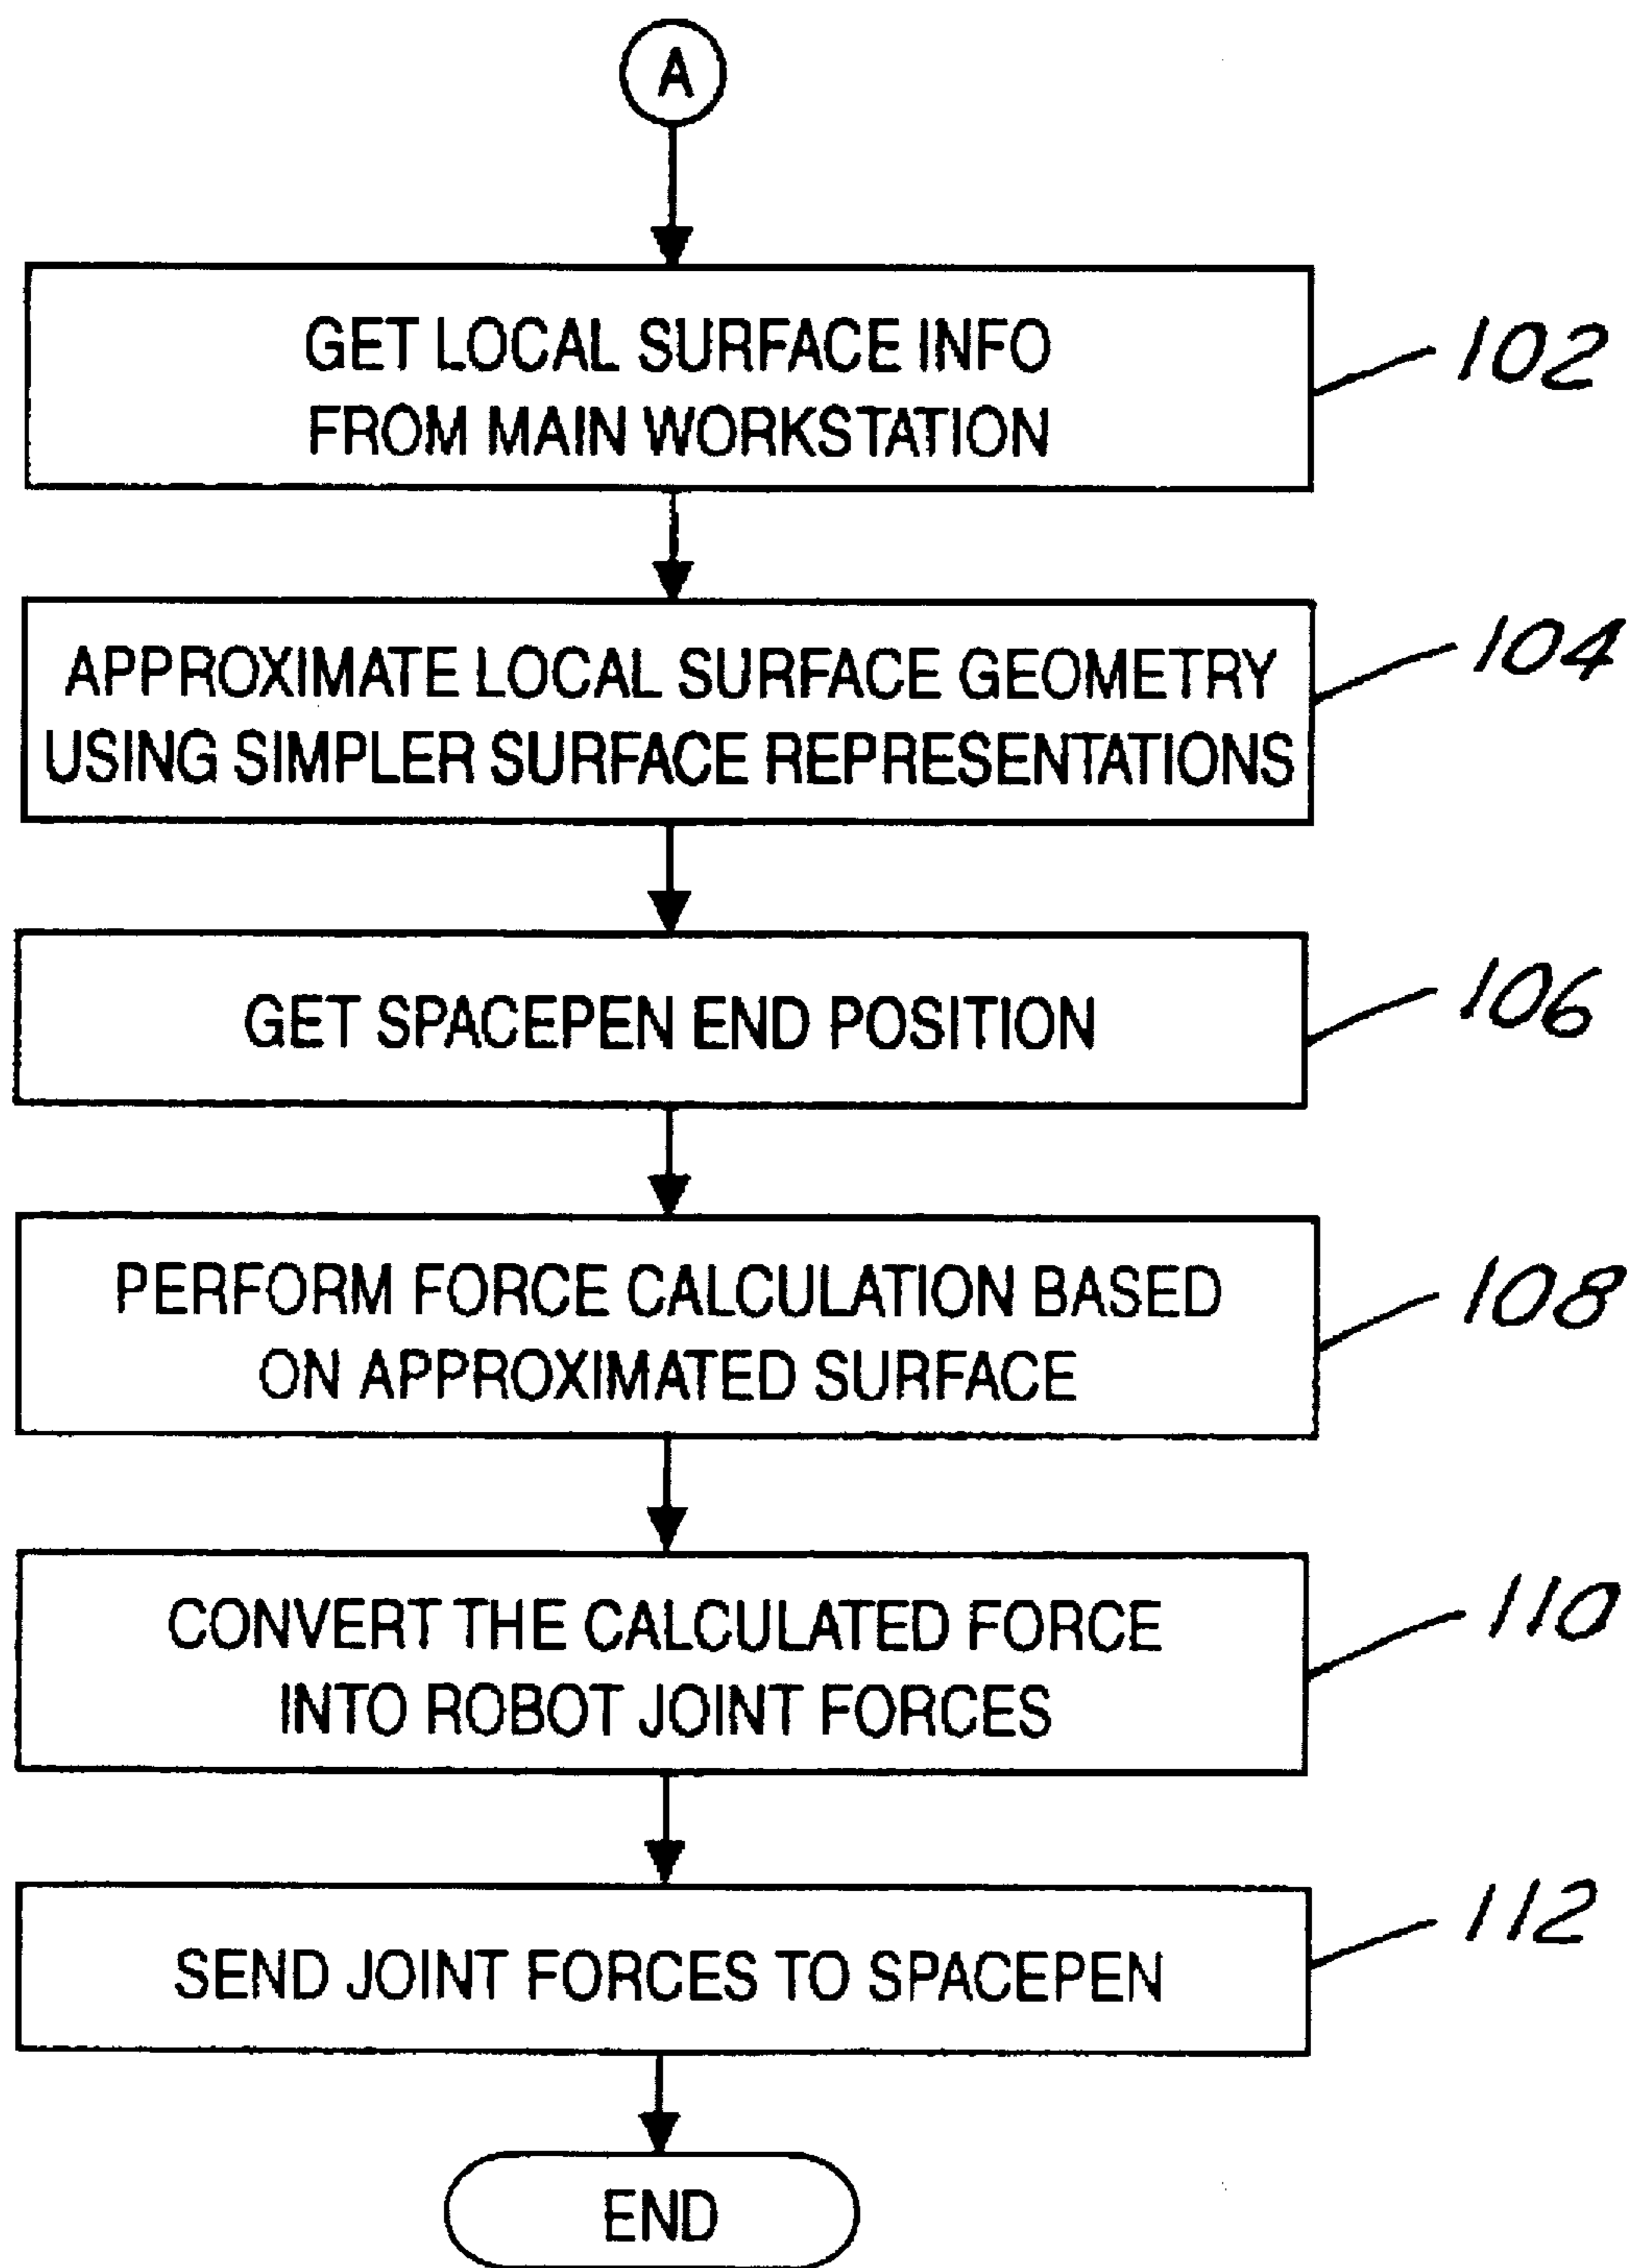 A
GET LOCAL SURFACE INFO
FROM MAIN WORKSTATION
102
APPROXIMATE LOCAL SURFACE GEOMETRY
USING SIMPLER SURFACE REPRESENTATIONS
104
GET SPACEPEN END POSITION
106
PERFORM FORCE CALCULATION BASED
ON APPROXIMATED SURFACE
108
CONVERT THE CALCULATED FORCE
INTO ROBOT JOINT FORCES
110
SEND JOINT FORCES TO SPACEPEN
112
END